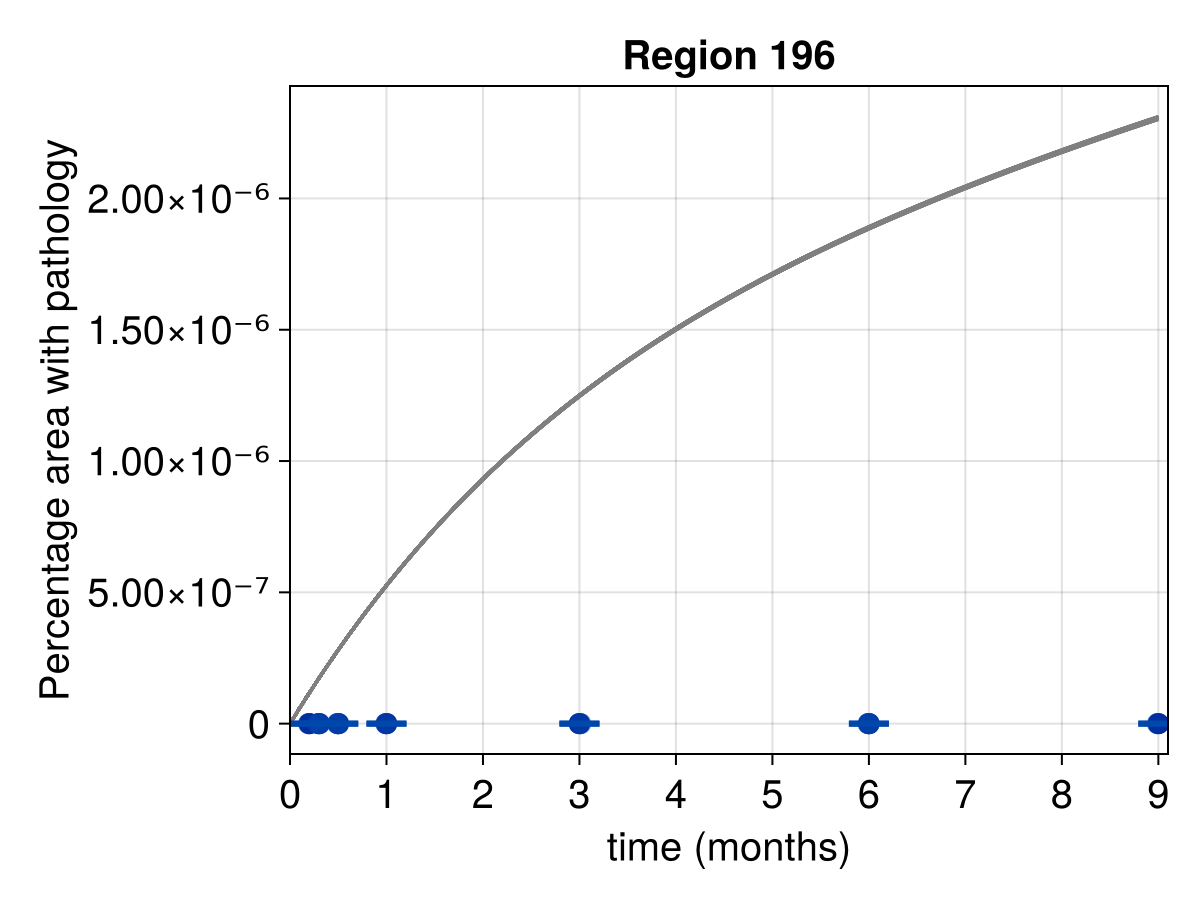 Region 196
Percentage area with pathology
2.00×10⁻⁶
1.50×10⁻⁶
1.00×10⁻⁶
5.00×10⁻⁷
0
0 1 2 3 4 5 6 7 8 9
time (months)